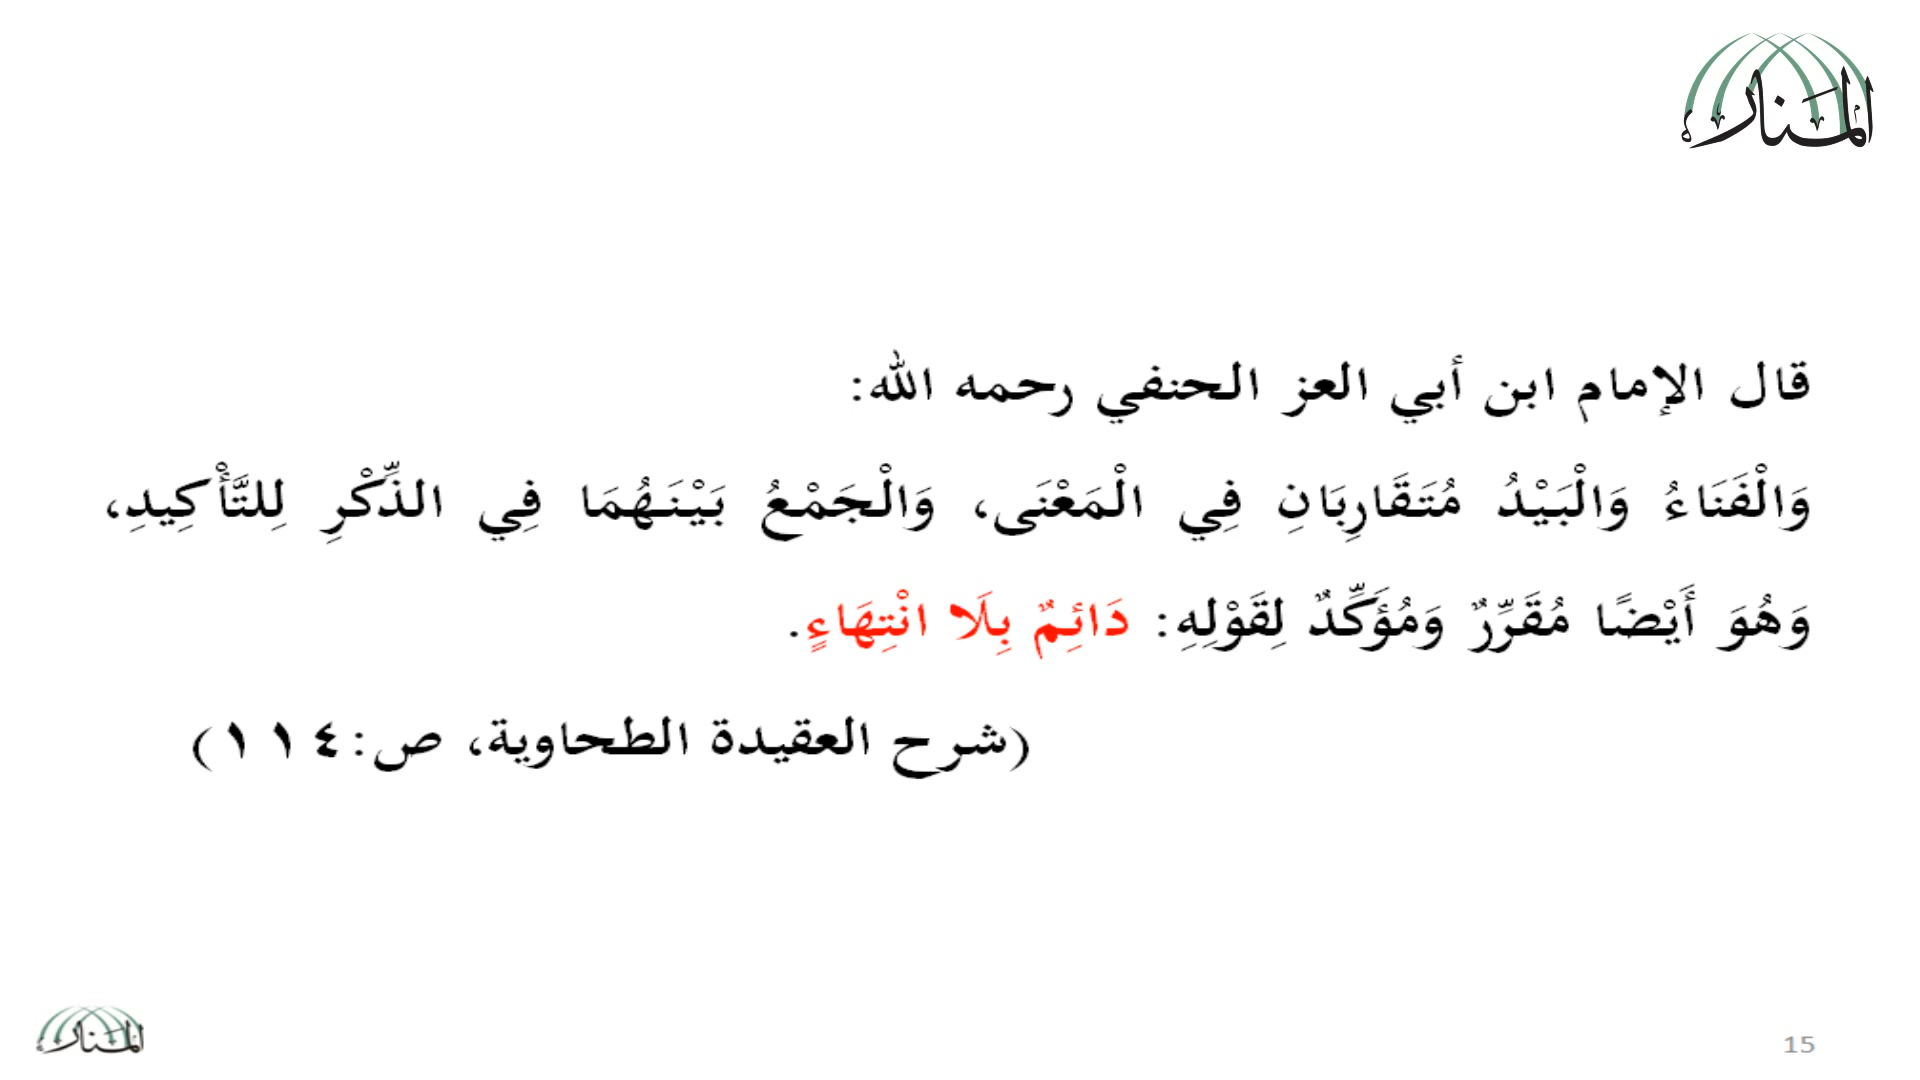 المنار
قال الإمام ابن أبي العز الحنفي رحمه الله:
وَالْفَنَاءُ وَالْبَيْدُ مُتَقَارِبَانِ فِي الْمَعْنَى، وَالْجَمْعُ بَيْنَهُمَا فِي الذِّكْرِ لِلتَّأْكِيدِ،
وَهُوَ أَيْضًا مُقَرِّرٌ وَمُؤَكِّدٌ لِقَوْلِهِ: دَائِمٌ بِلَا انْتِهَاءٍ.
(شرح العقيدة الطحاوية، ص:١١٤)
المنار
15